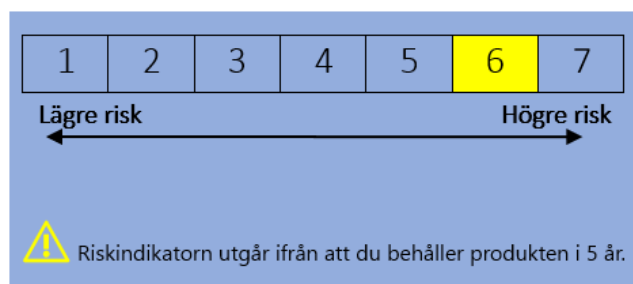 1 2 3 4 5 6 7
Lägre risk Högre risk
Riskindikatorn utgår ifrån att du behåller produkten i 5 år.